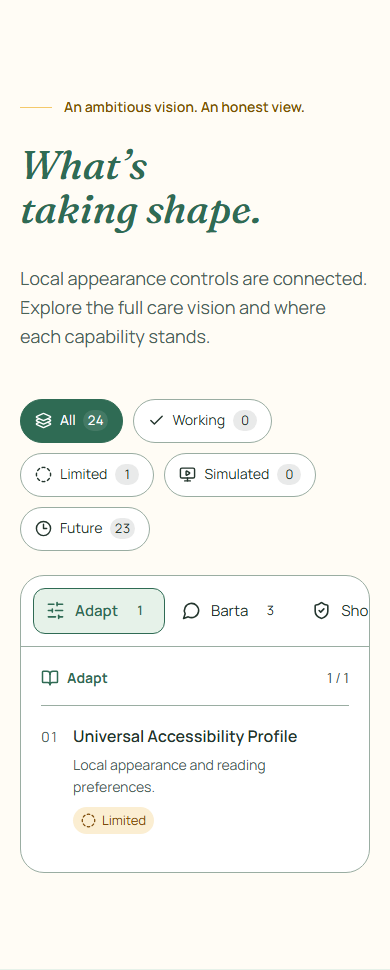 An ambitious vision. An honest view.
What’s
taking shape.
Local appearance controls are connected.
Explore the full care vision and where
each capability stands.
All 24
Working 0
Limited 1
Simulated 0
Future 23
Adapt 1
Barta 3
Sho
Adapt
1 / 1
01 Universal Accessibility Profile
Local appearance and reading
preferences.
Limited